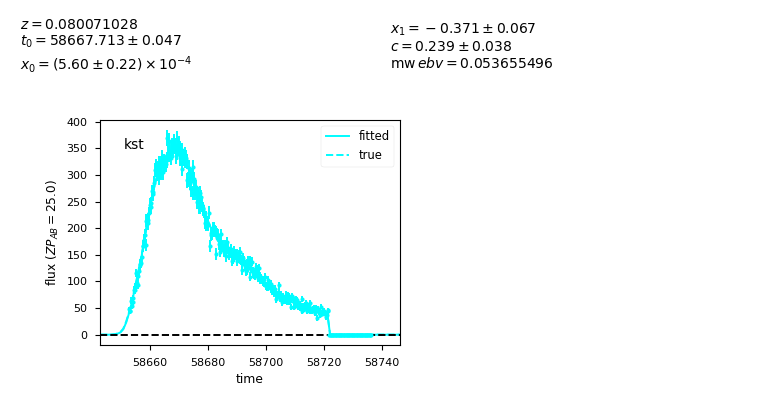 z = 0.080071028
t₀ = 58667.713 ± 0.047
x₀ = (5.60 ± 0.22) × 10⁻⁴
x₁ = −0.371 ± 0.067
c = 0.239 ± 0.038
mw ebv = 0.053655496
kst
fitted
true
400
350
300
250
200
150
100
50
0
flux (ZP_AB = 25.0)
58660 58680 58700 58720 58740
time